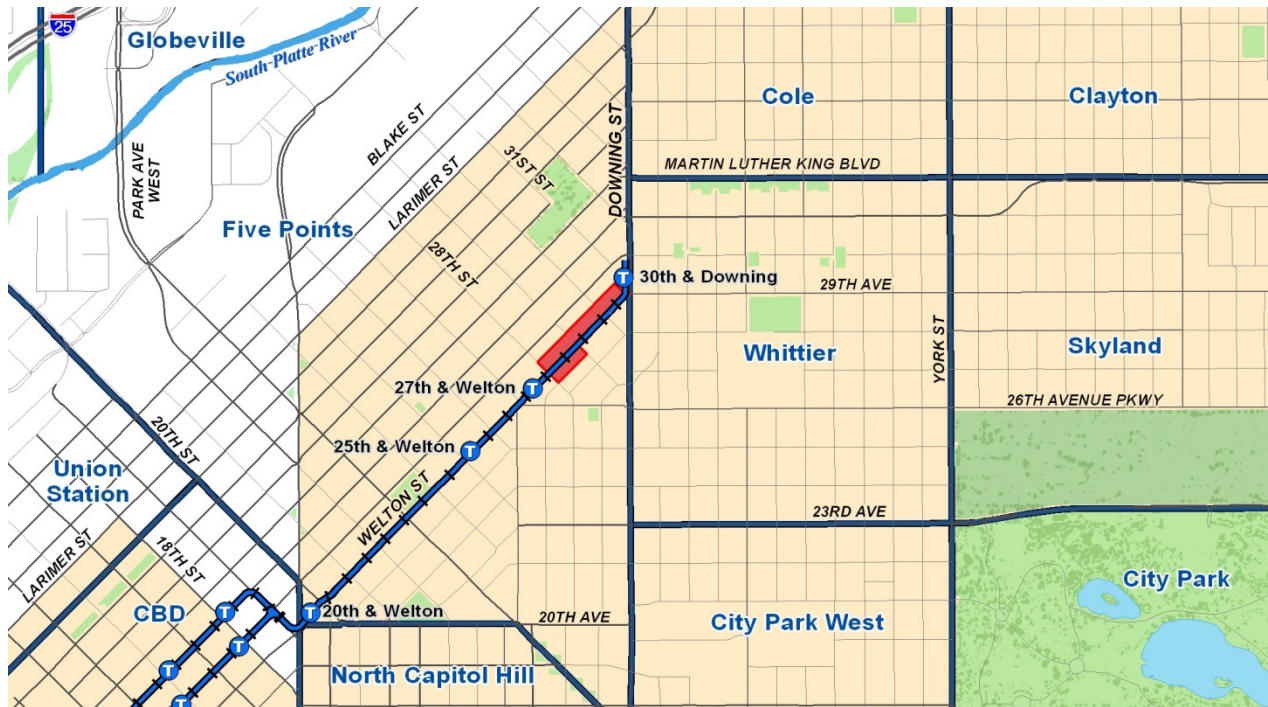 25
Globeville
South Platte River
PARK AVE
WEST
BLAKE ST
LARIMER ST
31ST ST
DOWNING ST
Cole
Clayton
MARTIN LUTHER KING BLVD
Five Points
28TH ST
T
30th & Downing
29TH AVE
YORK ST
Whittier
Skyland
T
27th & Welton
26TH AVENUE PKWY
20TH ST
25th & Welton
T
Union
Station
WELTON ST
23RD AVE
LARIMER ST
18TH ST
CBD
T
T
20th & Welton
20TH AVE
City Park West
City Park
T
T
T
North Capitol Hill